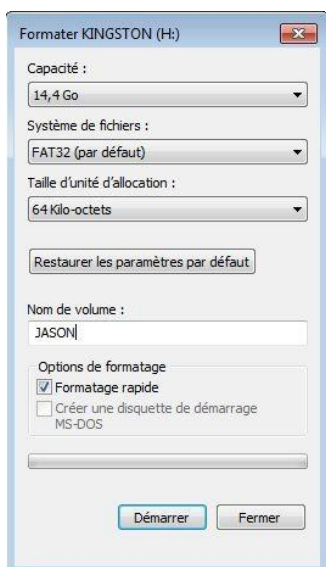 Formater KINGSTON (H:)
Capacité :
14,4 Go
Système de fichiers :
FAT32 (par défaut)
Taille d'unité d'allocation :
64 Kilo-octets
Restaurer les paramètres par défaut
Nom de volume :
JASON
Options de formatage
Formatage rapide
Créer une disquette de démarrage
MS-DOS
Démarrer
Fermer